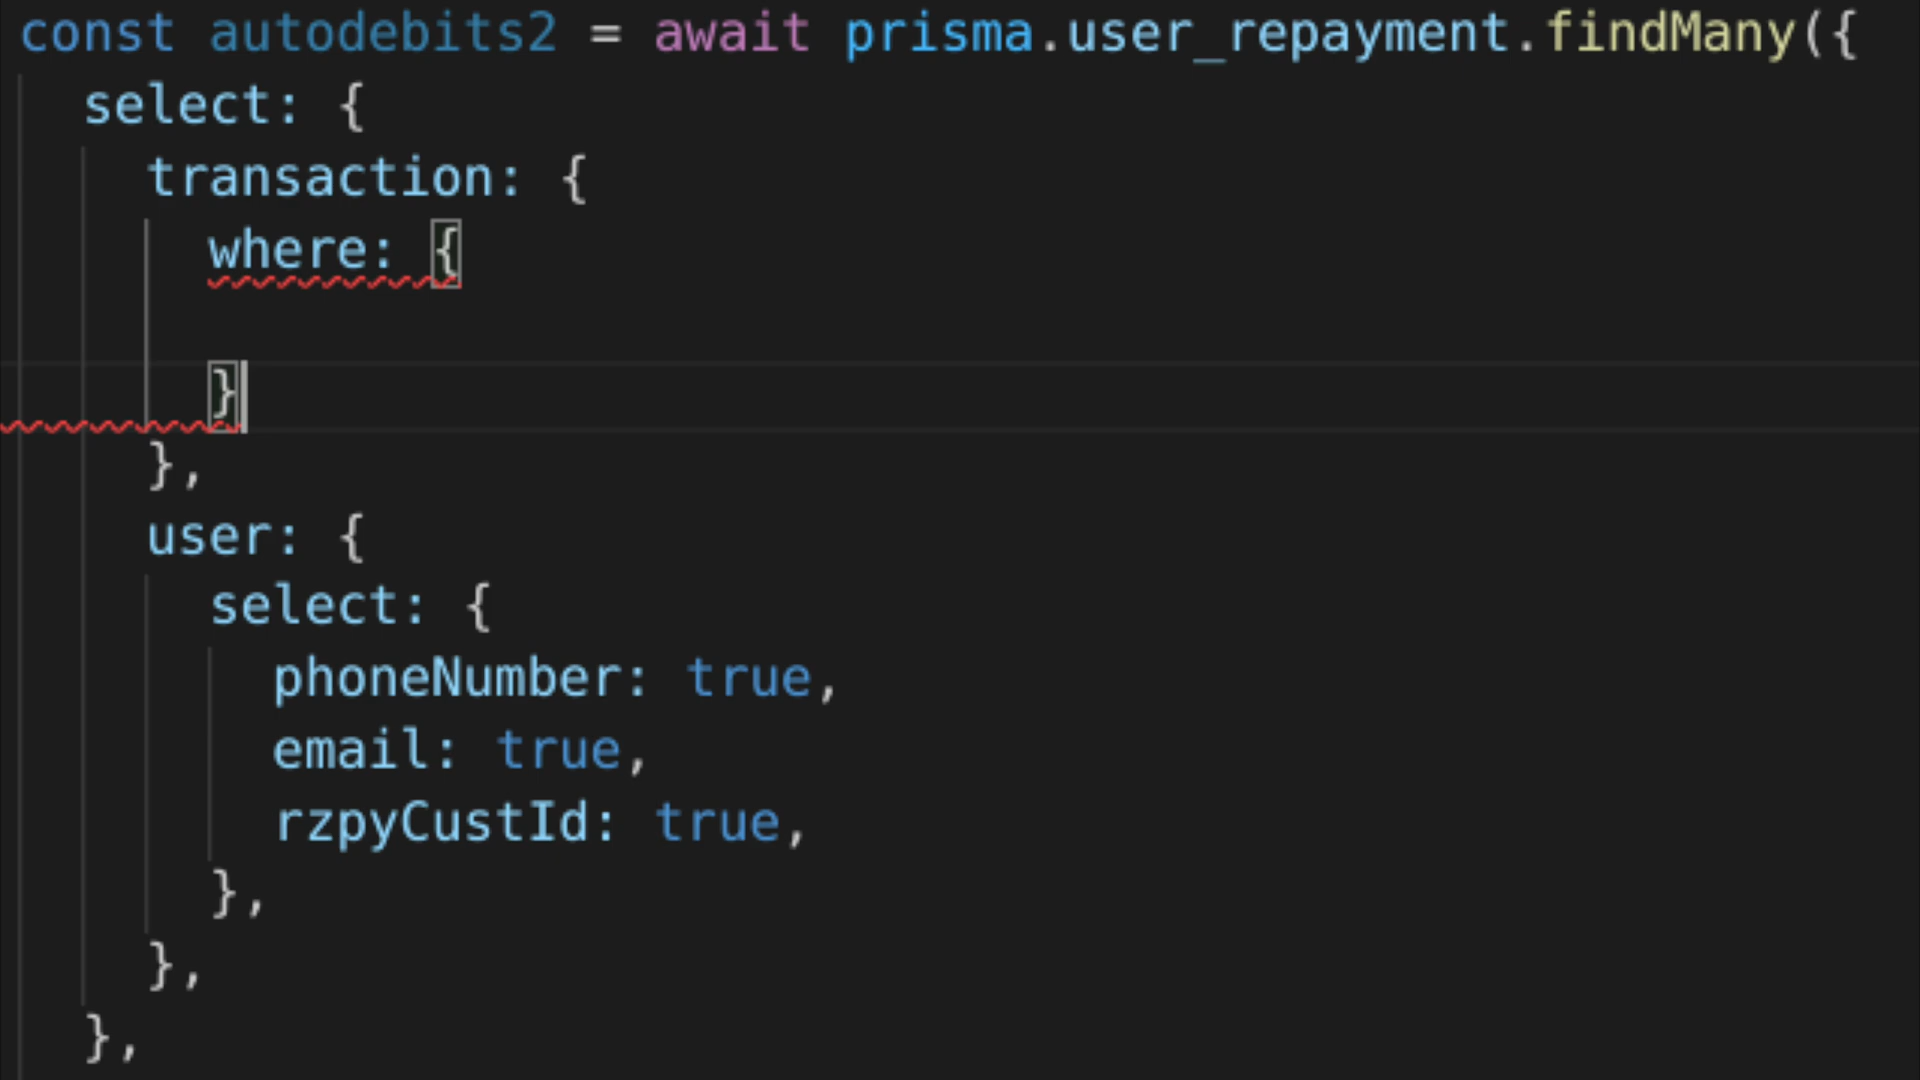 const autodebits2 = await prisma.user_repayment.findMany({
select: {
transaction: {
where: {
}
},
user: {
select: {
phoneNumber: true,
email: true,
rzpyCustId: true,
},
},
},